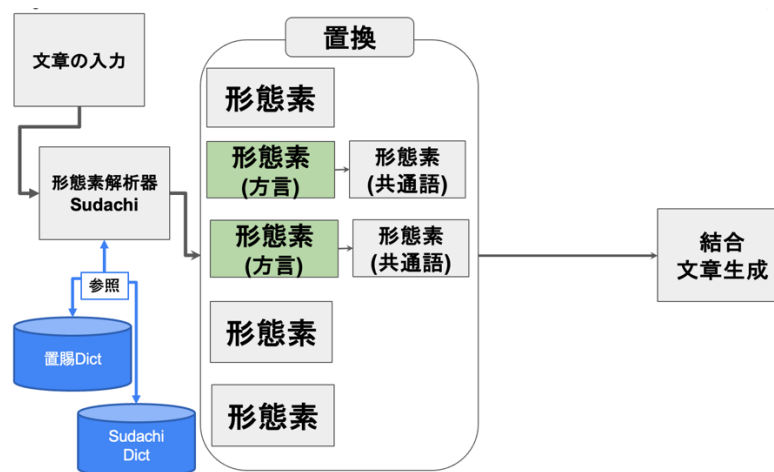 文章の入力
形態素解析器
Sudachi
参照
置賜Dict
Sudachi
Dict
置換
形態素
形態素
(方言)
形態素
(共通語)
形態素
(方言)
形態素
(共通語)
形態素
形態素
結合
文章生成